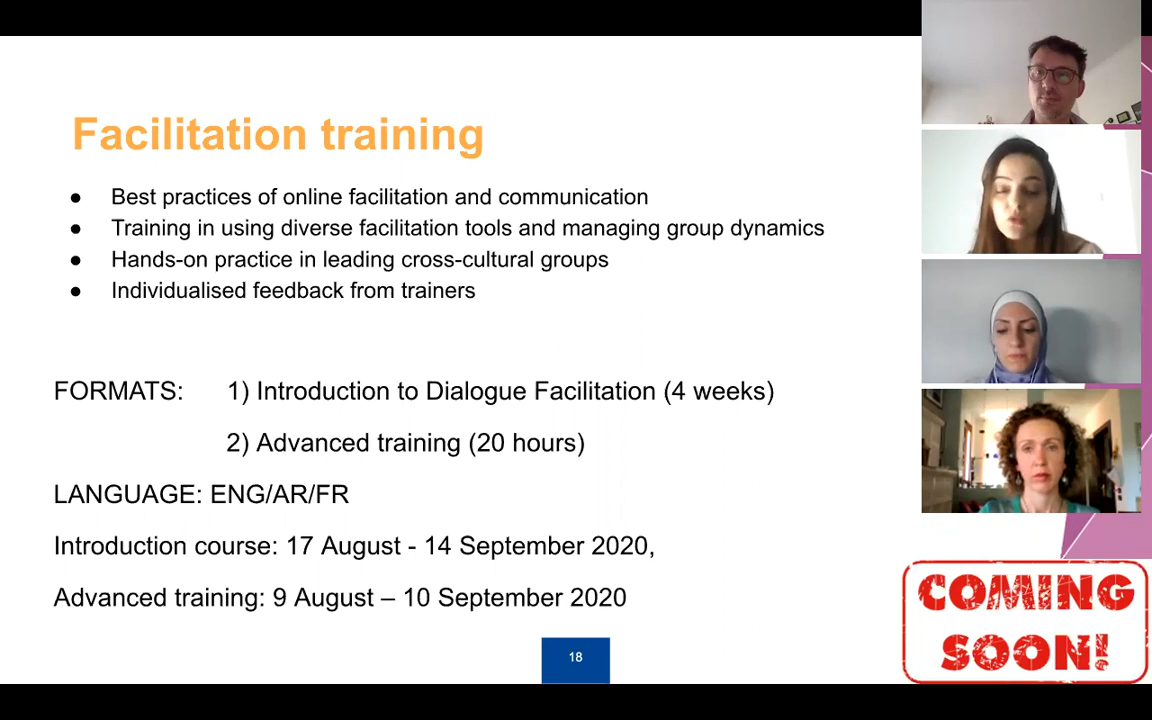 Facilitation training
● Best practices of online facilitation and communication
● Training in using diverse facilitation tools and managing group dynamics
● Hands-on practice in leading cross-cultural groups
● Individualised feedback from trainers
FORMATS: 1) Introduction to Dialogue Facilitation (4 weeks)
2) Advanced training (20 hours)
LANGUAGE: ENG/AR/FR
Introduction course: 17 August - 14 September 2020,
Advanced training: 9 August – 10 September 2020
18
COMING
SOON!